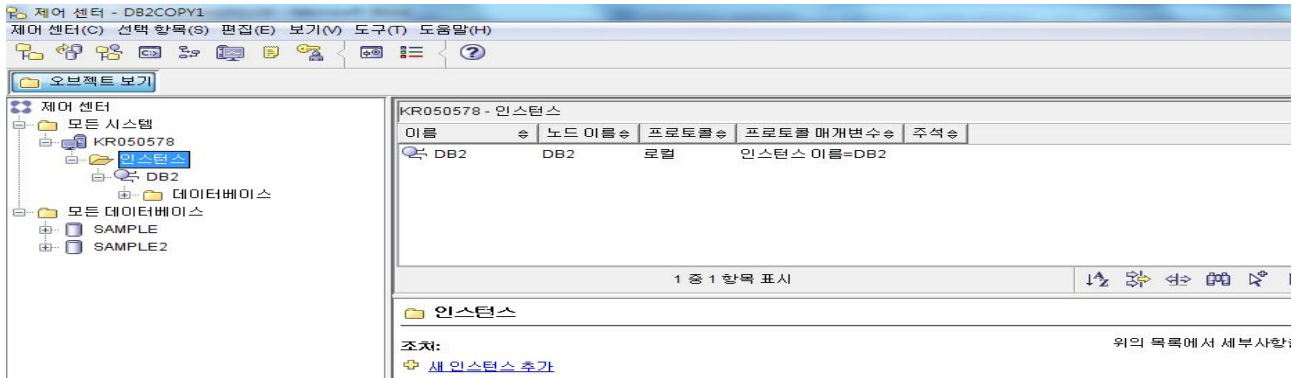 제어 센터 - DB2COPY1
제어 센터(C) 선택 항목(S) 편집(E) 보기(V) 도구(T) 도움말(H)
오브젝트 보기
제어 센터
모든 시스템
KR050578
인스턴스
DB2
데이터베이스
모든 데이터베이스
SAMPLE
SAMPLE2
KR050578 - 인스턴스
이름 노드 이름 프로토콜 프로토콜 매개변수 주석
DB2 DB2 로컬 인스턴스 이름=DB2
1 중 1 항목 표시
인스턴스
조치:
위의 목록에서 세부사항
새 인스턴스 추가